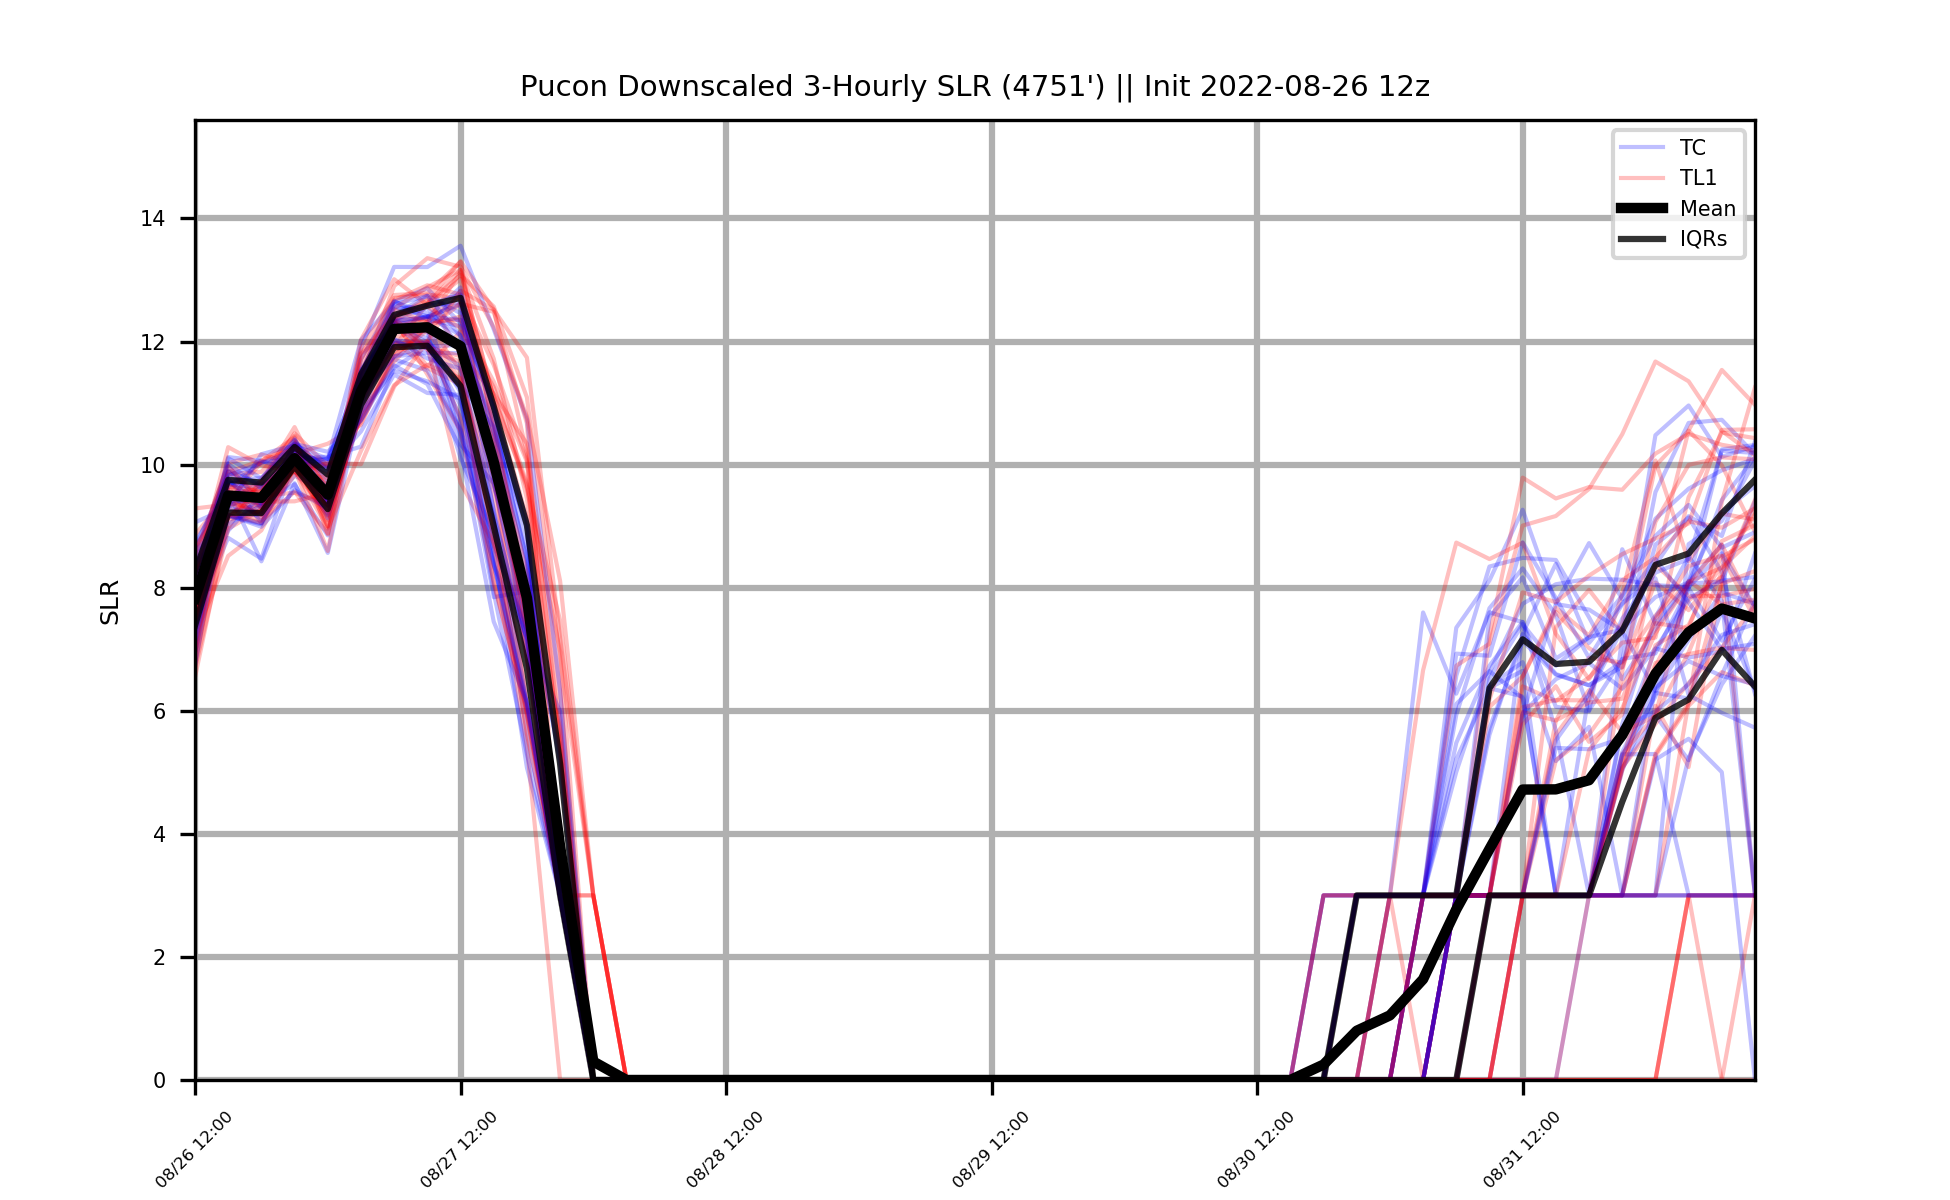 Pucon Downscaled 3-Hourly SLR (4751') || Init 2022-08-26 12z
TC
TL1
Mean
IQRs
SLR
14
12
10
8
6
4
2
0
08/26 12:00
08/27 12:00
08/28 12:00
08/29 12:00
08/30 12:00
08/31 12:00